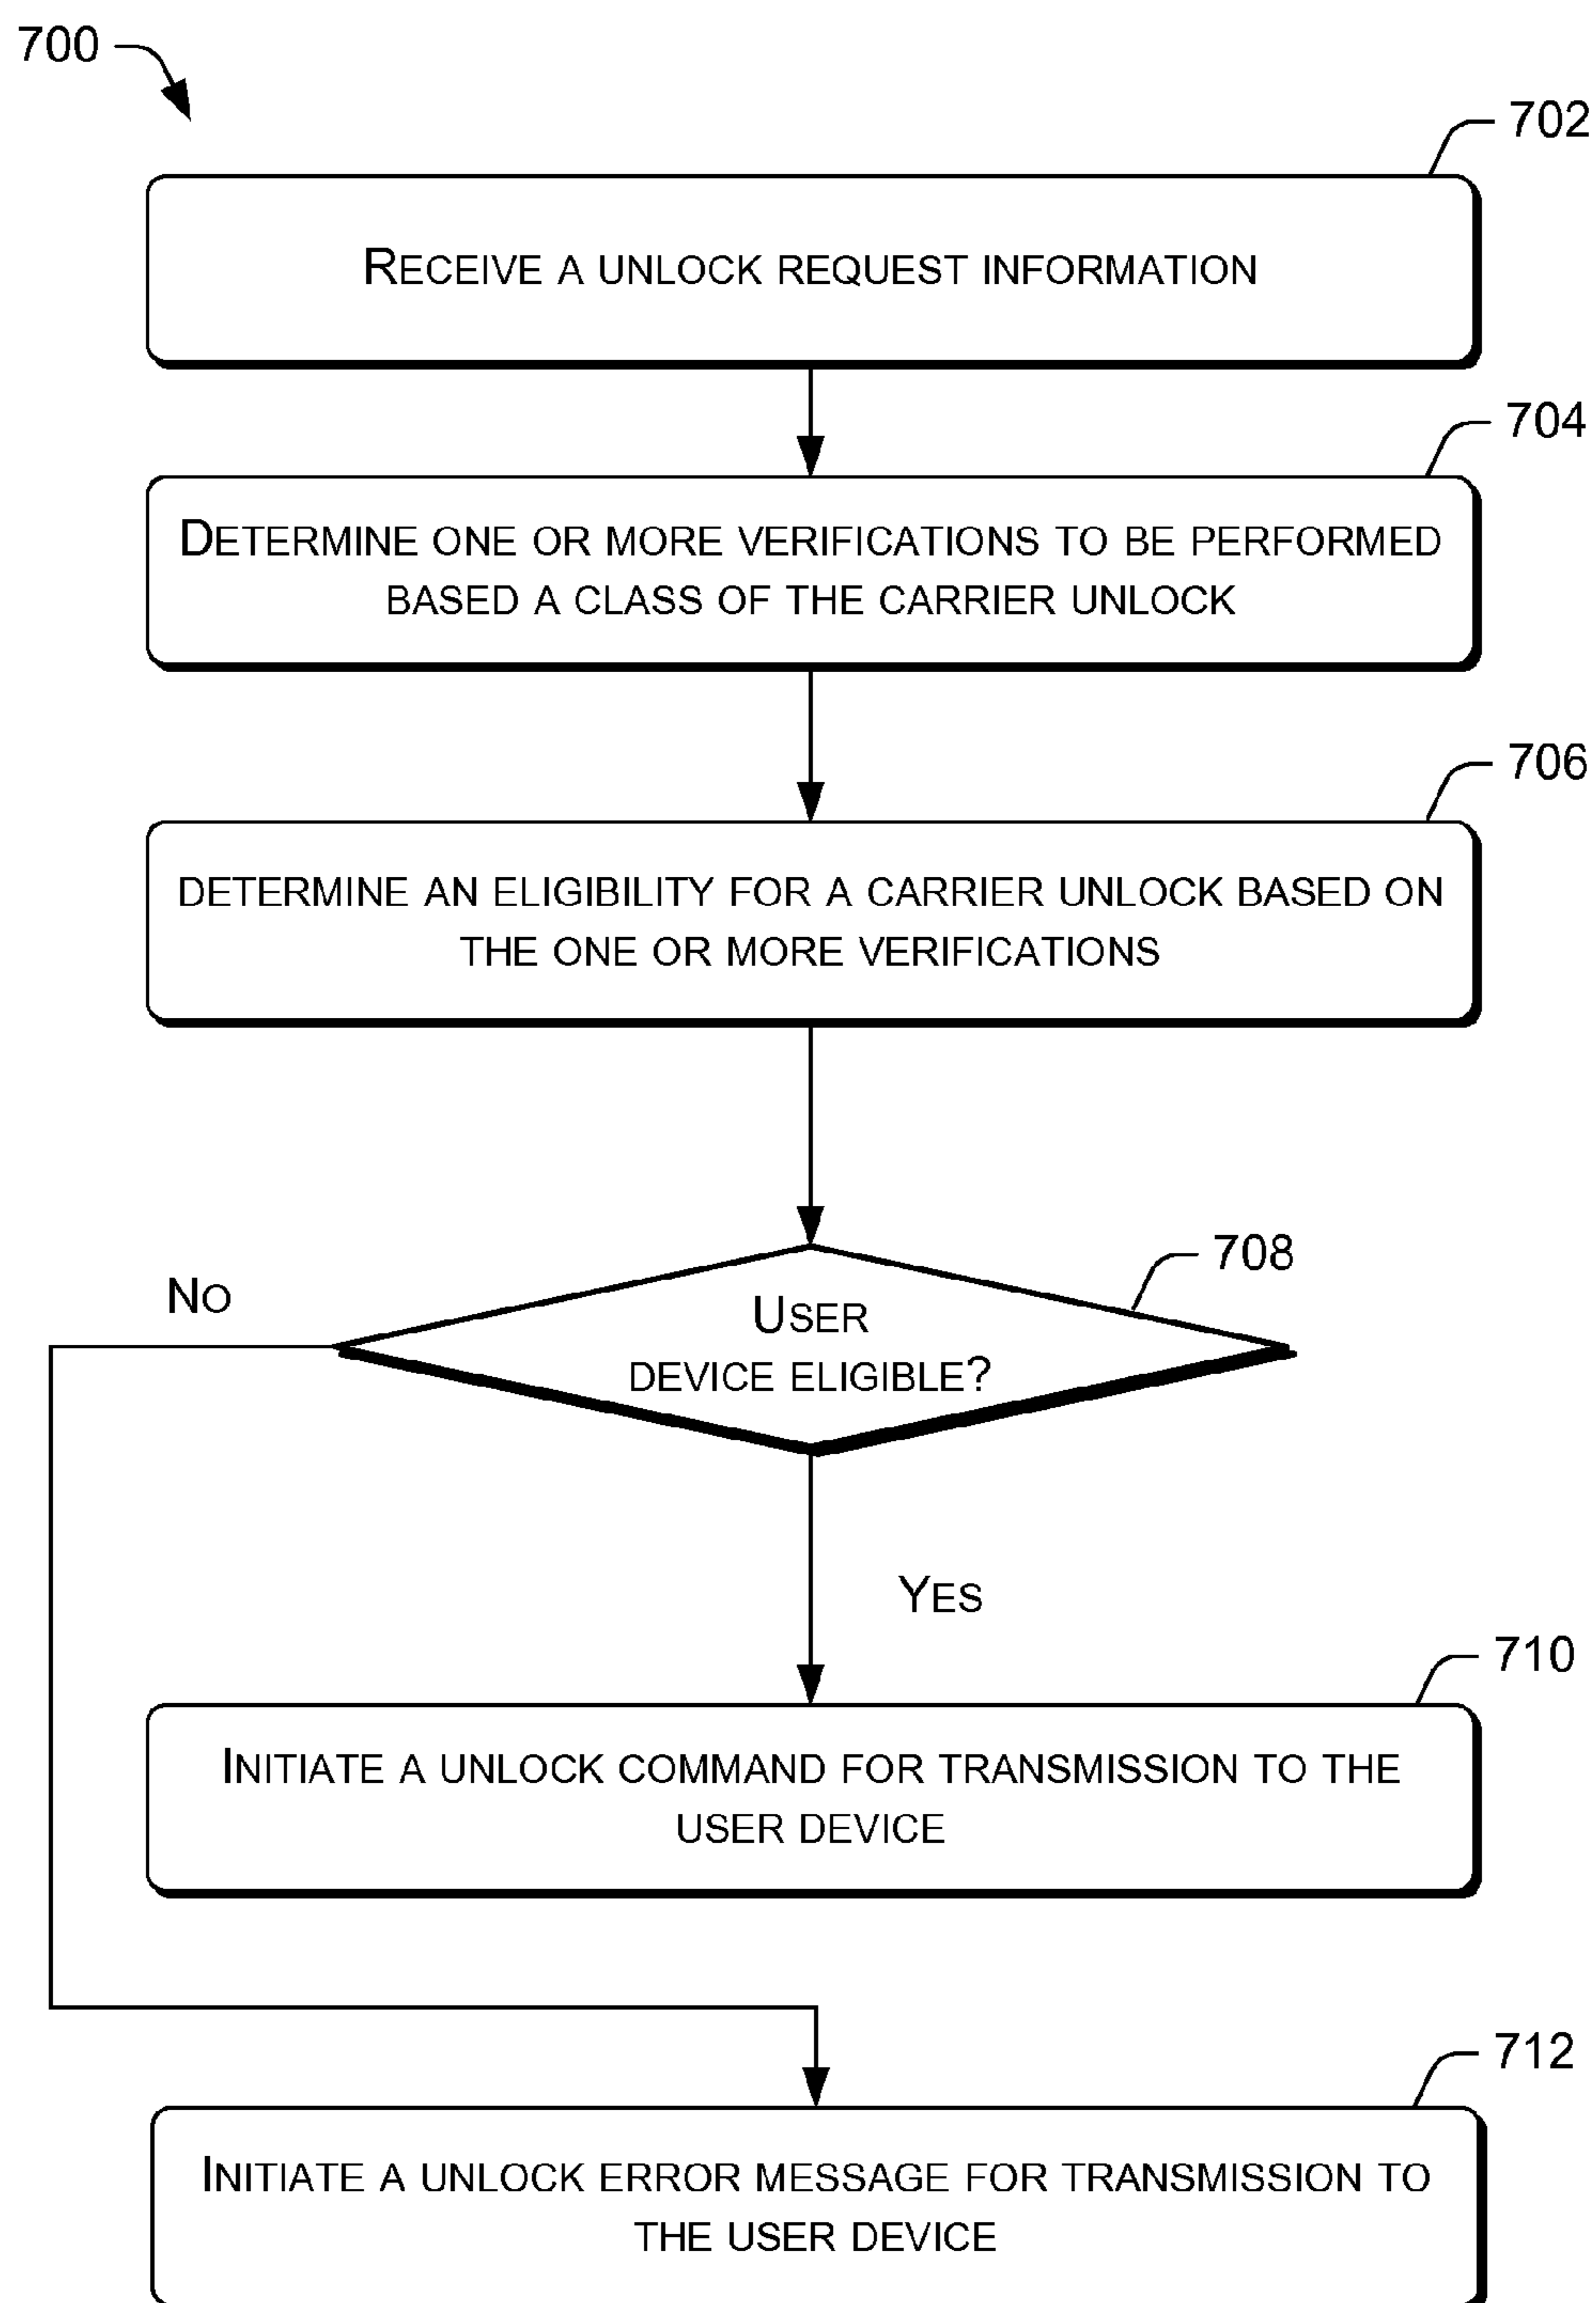 700
702
RECEIVE A UNLOCK REQUEST INFORMATION
704
DETERMINE ONE OR MORE VERIFICATIONS TO BE PERFORMED
BASED A CLASS OF THE CARRIER UNLOCK
706
DETERMINE AN ELIGIBILITY FOR A CARRIER UNLOCK BASED ON
THE ONE OR MORE VERIFICATIONS
708
NO
USER
DEVICE ELIGIBLE?
YES
710
INITIATE A UNLOCK COMMAND FOR TRANSMISSION TO THE
USER DEVICE
712
INITIATE A UNLOCK ERROR MESSAGE FOR TRANSMISSION TO
THE USER DEVICE